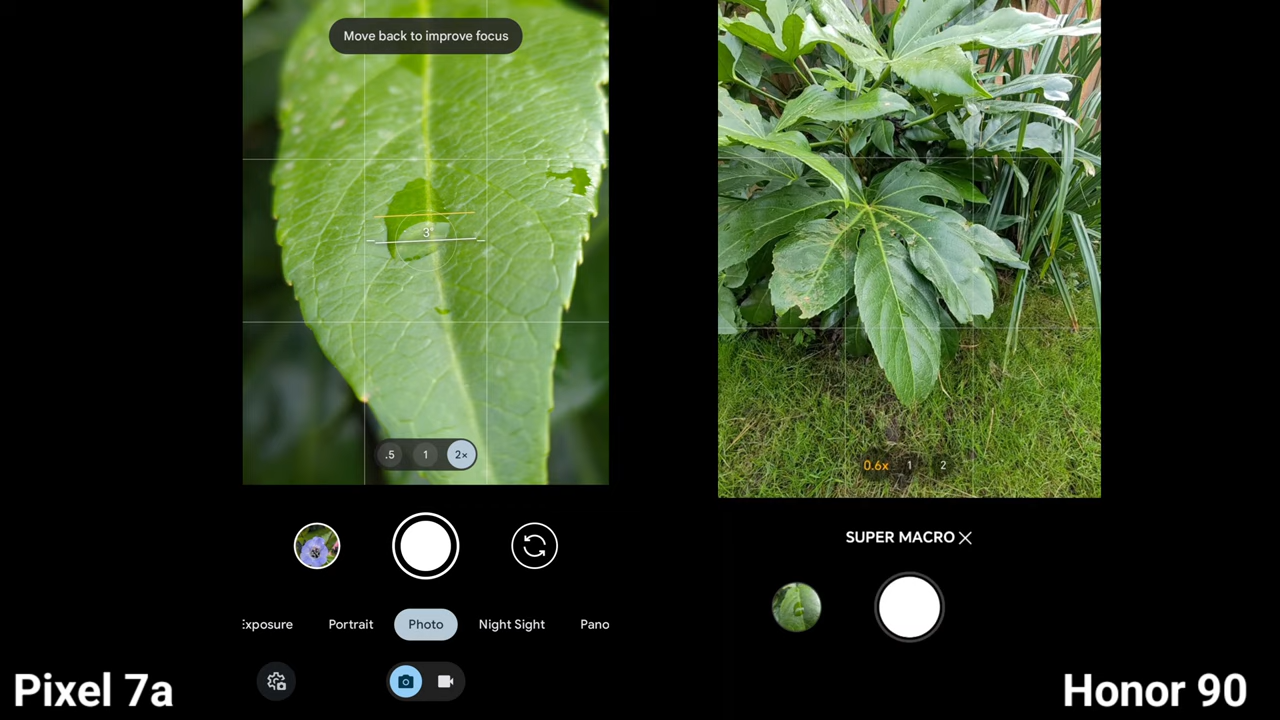 Move back to improve focus
3°
.5 1 2×
Exposure Portrait Photo Night Sight Pano
Pixel 7a
0.6x 1 2
SUPER MACRO
Honor 90